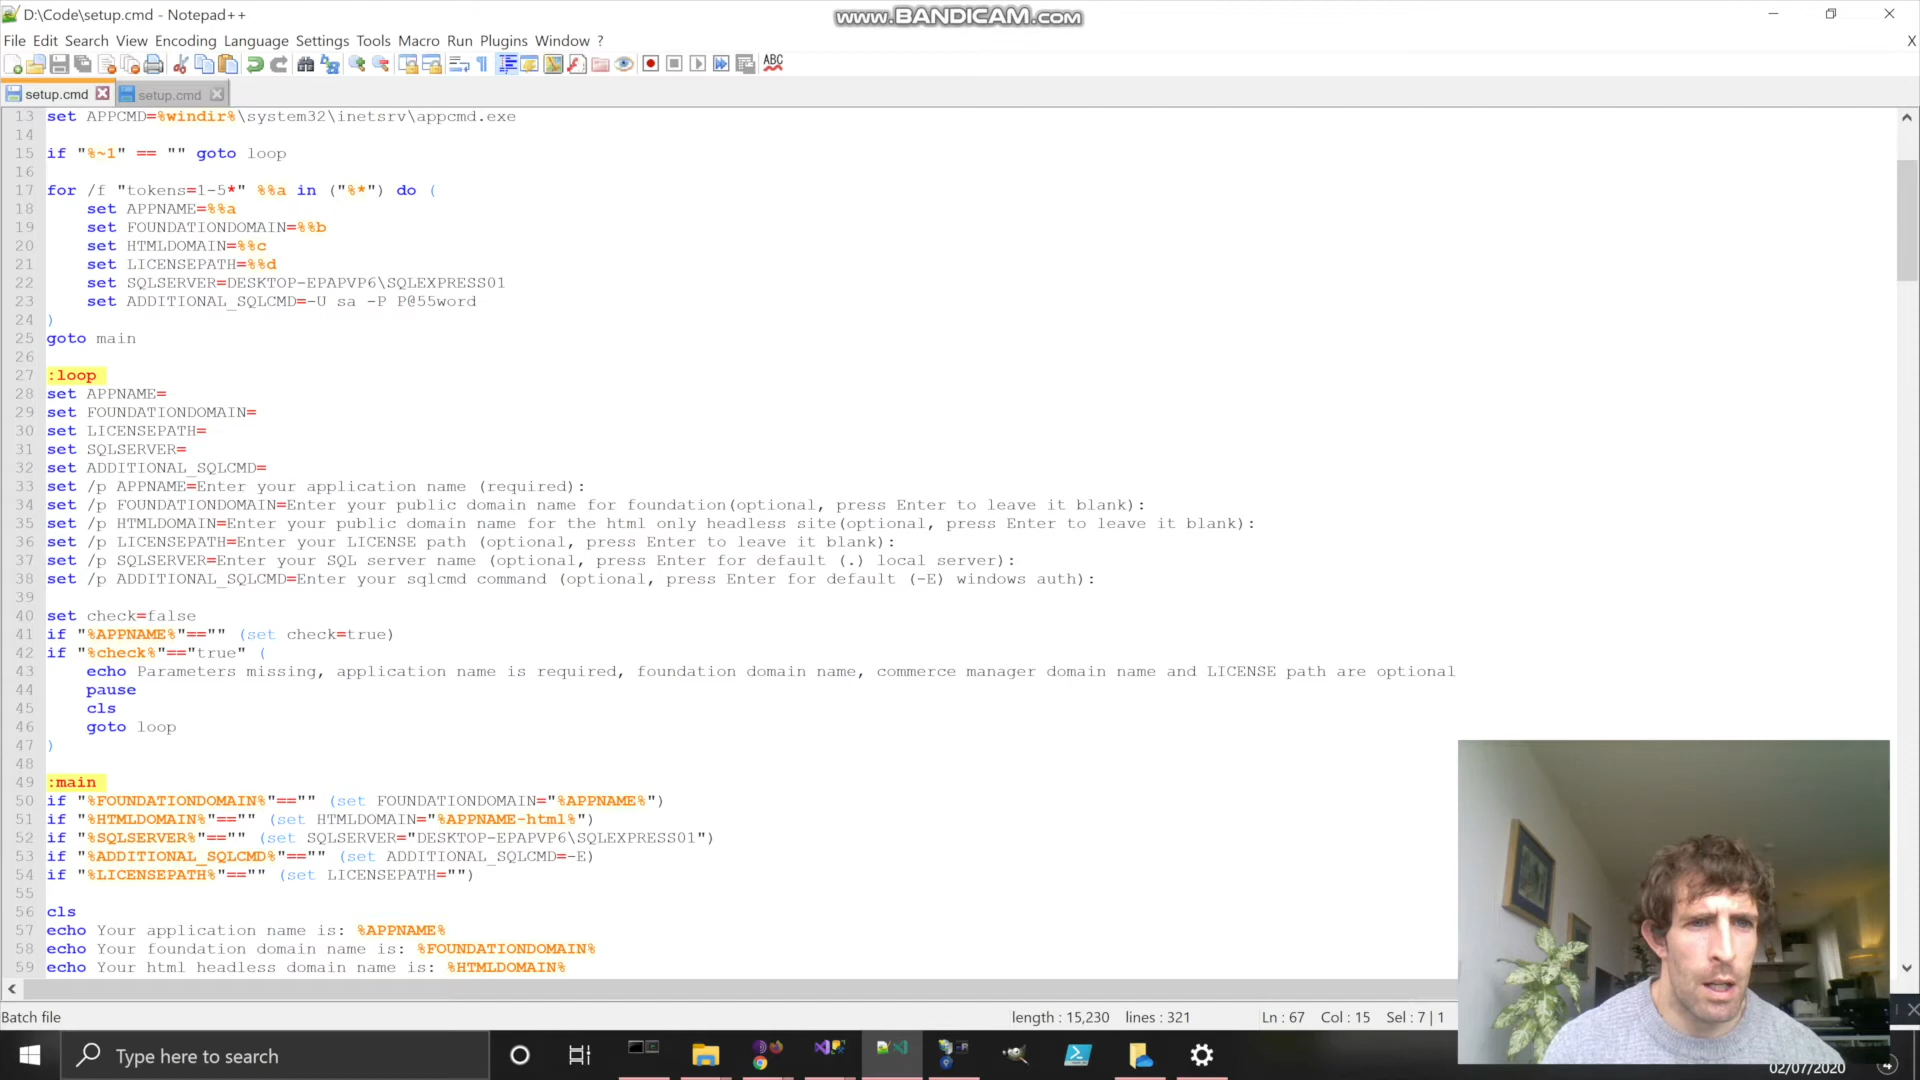 D:\Code\setup.cmd - Notepad++
www.BANDICAM.com
File Edit Search View Encoding Language Settings Tools Macro Run Plugins Window ?
X
ABC
setup.cmd setup.cmd
13 set APPCMD=%windir%\system32\inetsrv\appcmd.exe
14
15 if "%~1" == "" goto loop
16
17 for /f "tokens=1-5*" %%a in ("%*") do (
18 set APPNAME=%%a
19 set FOUNDATIONDOMAIN=%%b
20 set HTMLDOMAIN=%%c
21 set LICENSEPATH=%%d
22 set SQLSERVER=DESKTOP-EPAPVP6\SQLEXPRESS01
23 set ADDITIONAL_SQLCMD=-U sa -P P@55word
24 )
25 goto main
26
27 :loop
28 set APPNAME=
29 set FOUNDATIONDOMAIN=
30 set LICENSEPATH=
31 set SQLSERVER=
32 set ADDITIONAL_SQLCMD=
33 set /p APPNAME=Enter your application name (required):
34 set /p FOUNDATIONDOMAIN=Enter your public domain name for foundation(optional, press Enter to leave it blank):
35 set /p HTMLDOMAIN=Enter your public domain name for the html only headless site(optional, press Enter to leave it blank):
36 set /p LICENSEPATH=Enter your LICENSE path (optional, press Enter to leave it blank):
37 set /p SQLSERVER=Enter your SQL server name (optional, press Enter for default (.) local server):
38 set /p ADDITIONAL_SQLCMD=Enter your sqlcmd command (optional, press Enter for default (-E) windows auth):
39
40 set check=false
41 if "%APPNAME%"=="" (set check=true)
42 if "%check%"=="true" (
43 echo Parameters missing, application name is required, foundation domain name, commerce manager domain name and LICENSE path are optional
44 pause
45 cls
46 goto loop
47 )
48
49 :main
50 if "%FOUNDATIONDOMAIN%"=="" (set FOUNDATIONDOMAIN="%APPNAME%")
51 if "%HTMLDOMAIN%"=="" (set HTMLDOMAIN="%APPNAME-html%")
52 if "%SQLSERVER%"=="" (set SQLSERVER="DESKTOP-EPAPVP6\SQLEXPRESS01")
53 if "%ADDITIONAL_SQLCMD%"=="" (set ADDITIONAL_SQLCMD=-E)
54 if "%LICENSEPATH%"=="" (set LICENSEPATH="")
55
56 cls
57 echo Your application name is: %APPNAME%
58 echo Your foundation domain name is: %FOUNDATIONDOMAIN%
59 echo Your html headless domain name is: %HTMLDOMAIN%
Batch file length : 15,230 lines : 321 Ln : 67 Col : 15 Sel : 7 | 1
Type here to search
02/07/2020
4